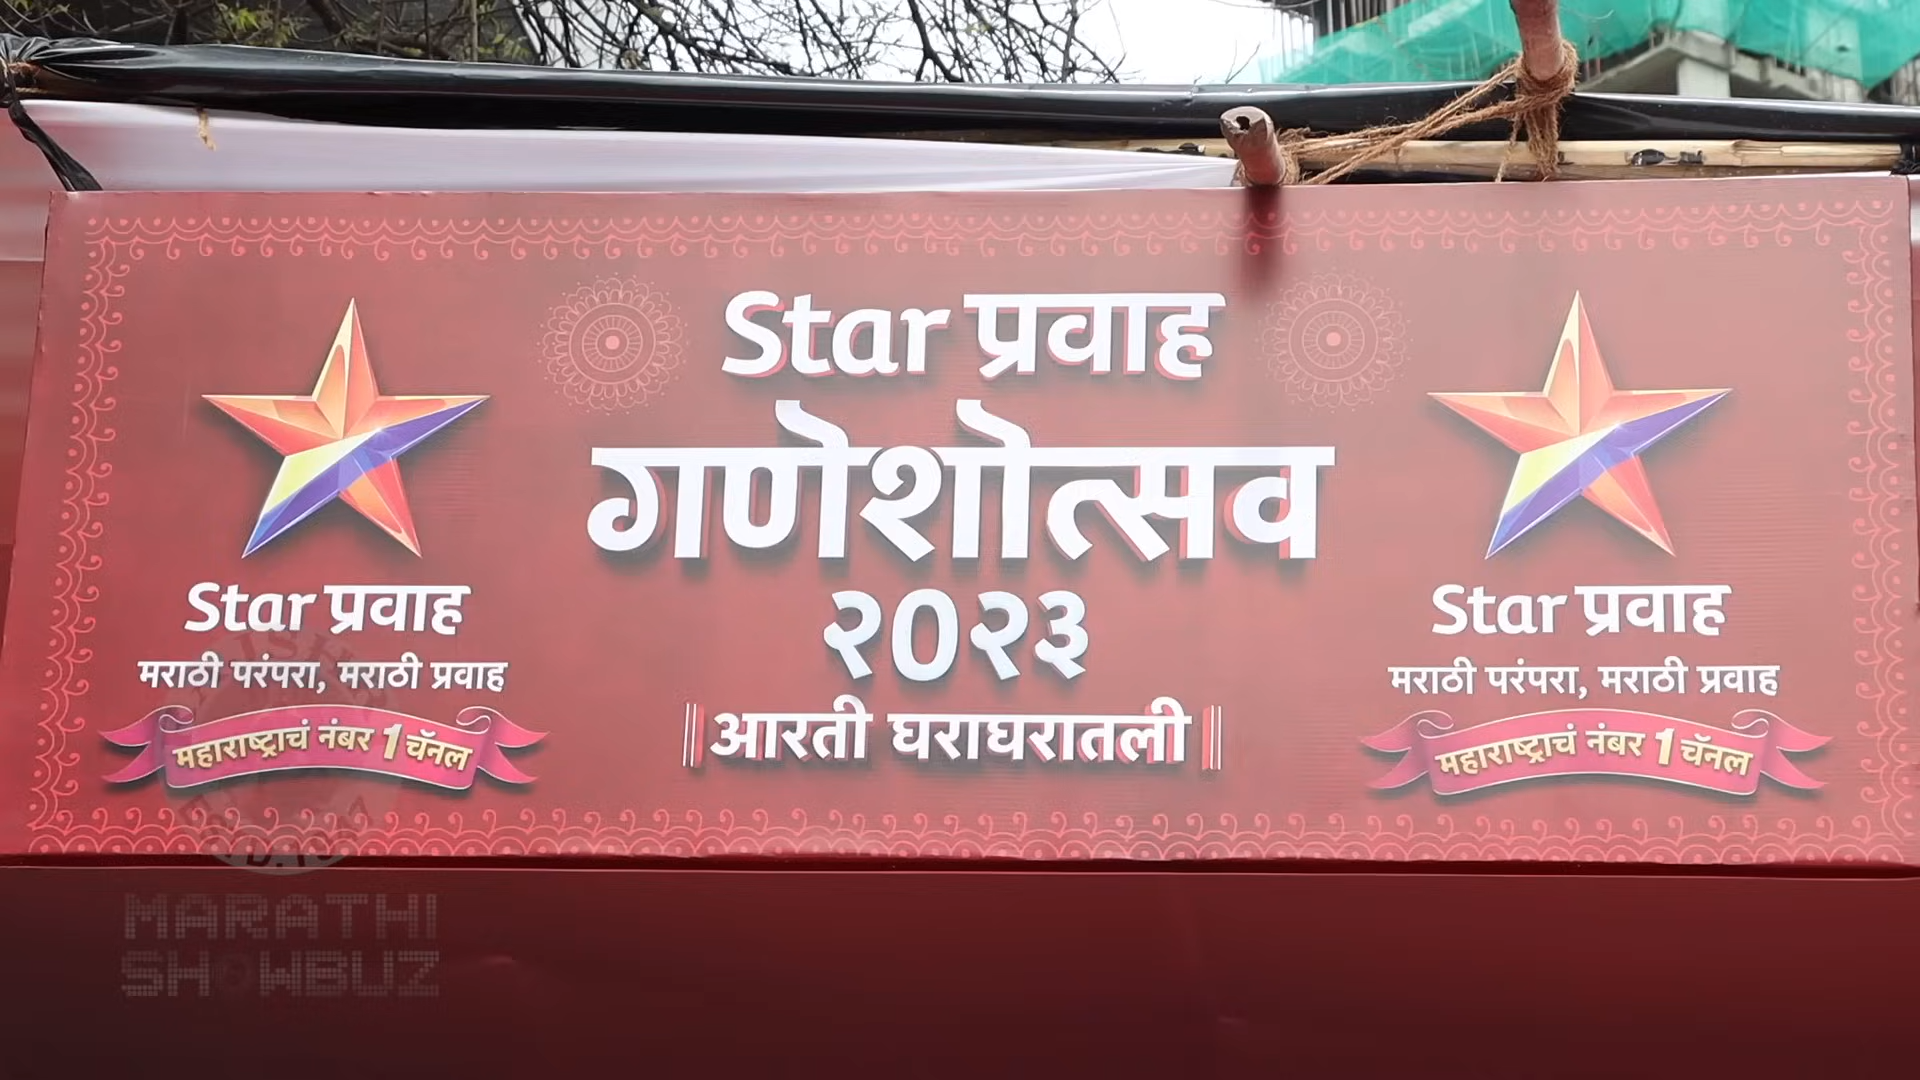 Star प्रवाह
गणेशोत्सव
२०२३
॥ आरती घराघरातली ॥
Star प्रवाह
मराठी परंपरा, मराठी प्रवाह
महाराष्ट्राचं नंबर 1 चॅनल
Star प्रवाह
मराठी परंपरा, मराठी प्रवाह
महाराष्ट्राचं नंबर 1 चॅनल
MARATHI
SHOWBUZ